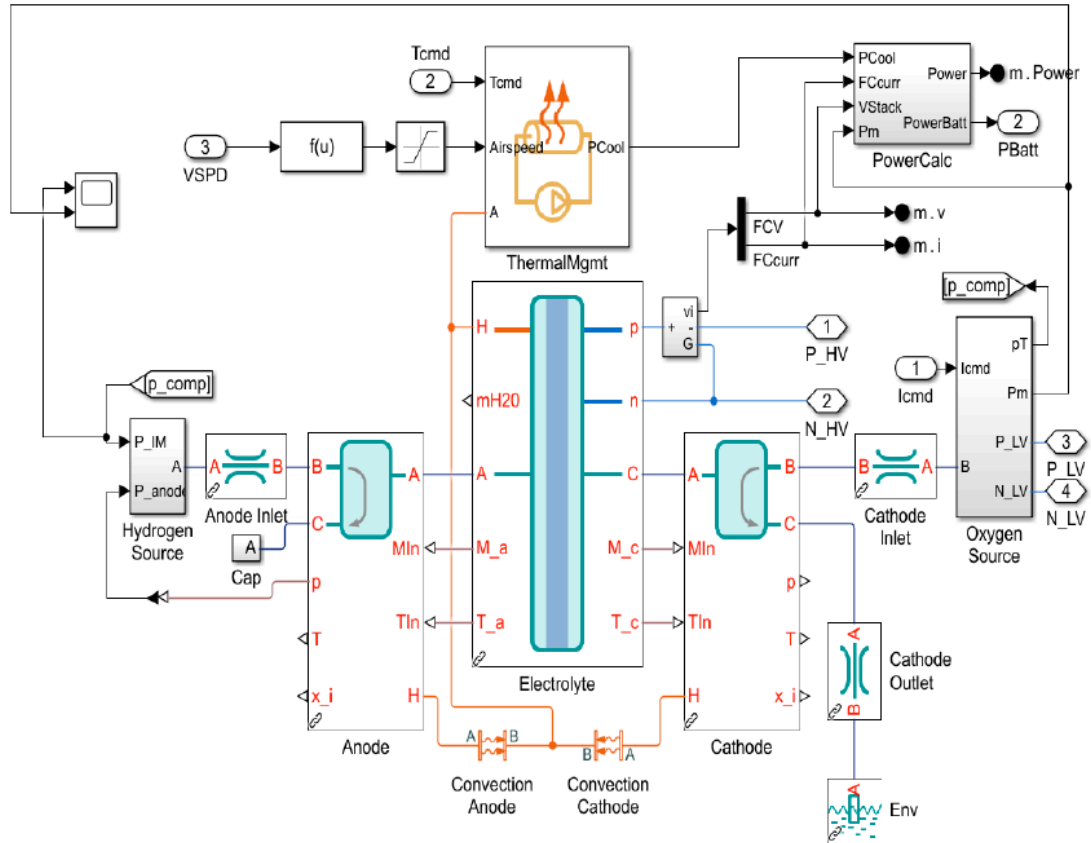 Tcmd
2
Tcmd
3
VSPD
f(u)
Airspeed
PCool
A
ThermalMgmt
PCool
FCcurr
VStack
Pm
Power
PowerBatt
PowerCalc
m.Power
2
PBatt
FCV
FCcurr
m.v
m.i
[p_comp]
vi
+
-
G
1
P_HV
2
N_HV
1
Icmd
Icmd
pT
Pm
P_LV
N_LV
B
Oxygen
Source
3
P_LV
4
N_LV
[p_comp]
P_IM
A
P_anode
Hydrogen
Source
A
B
Anode Inlet
A
Cap
B
A
C
MIn
p
TIn
T
x_i
H
Anode
H
p
mH20
n
A
C
M_a
M_c
T_a
T_c
Electrolyte
A
B
C
MIn
p
TIn
T
x_i
H
Cathode
B
A
Cathode
Inlet
A
B
Cathode
Outlet
A
Env
A
B
Convection
Anode
B
A
Convection
Cathode